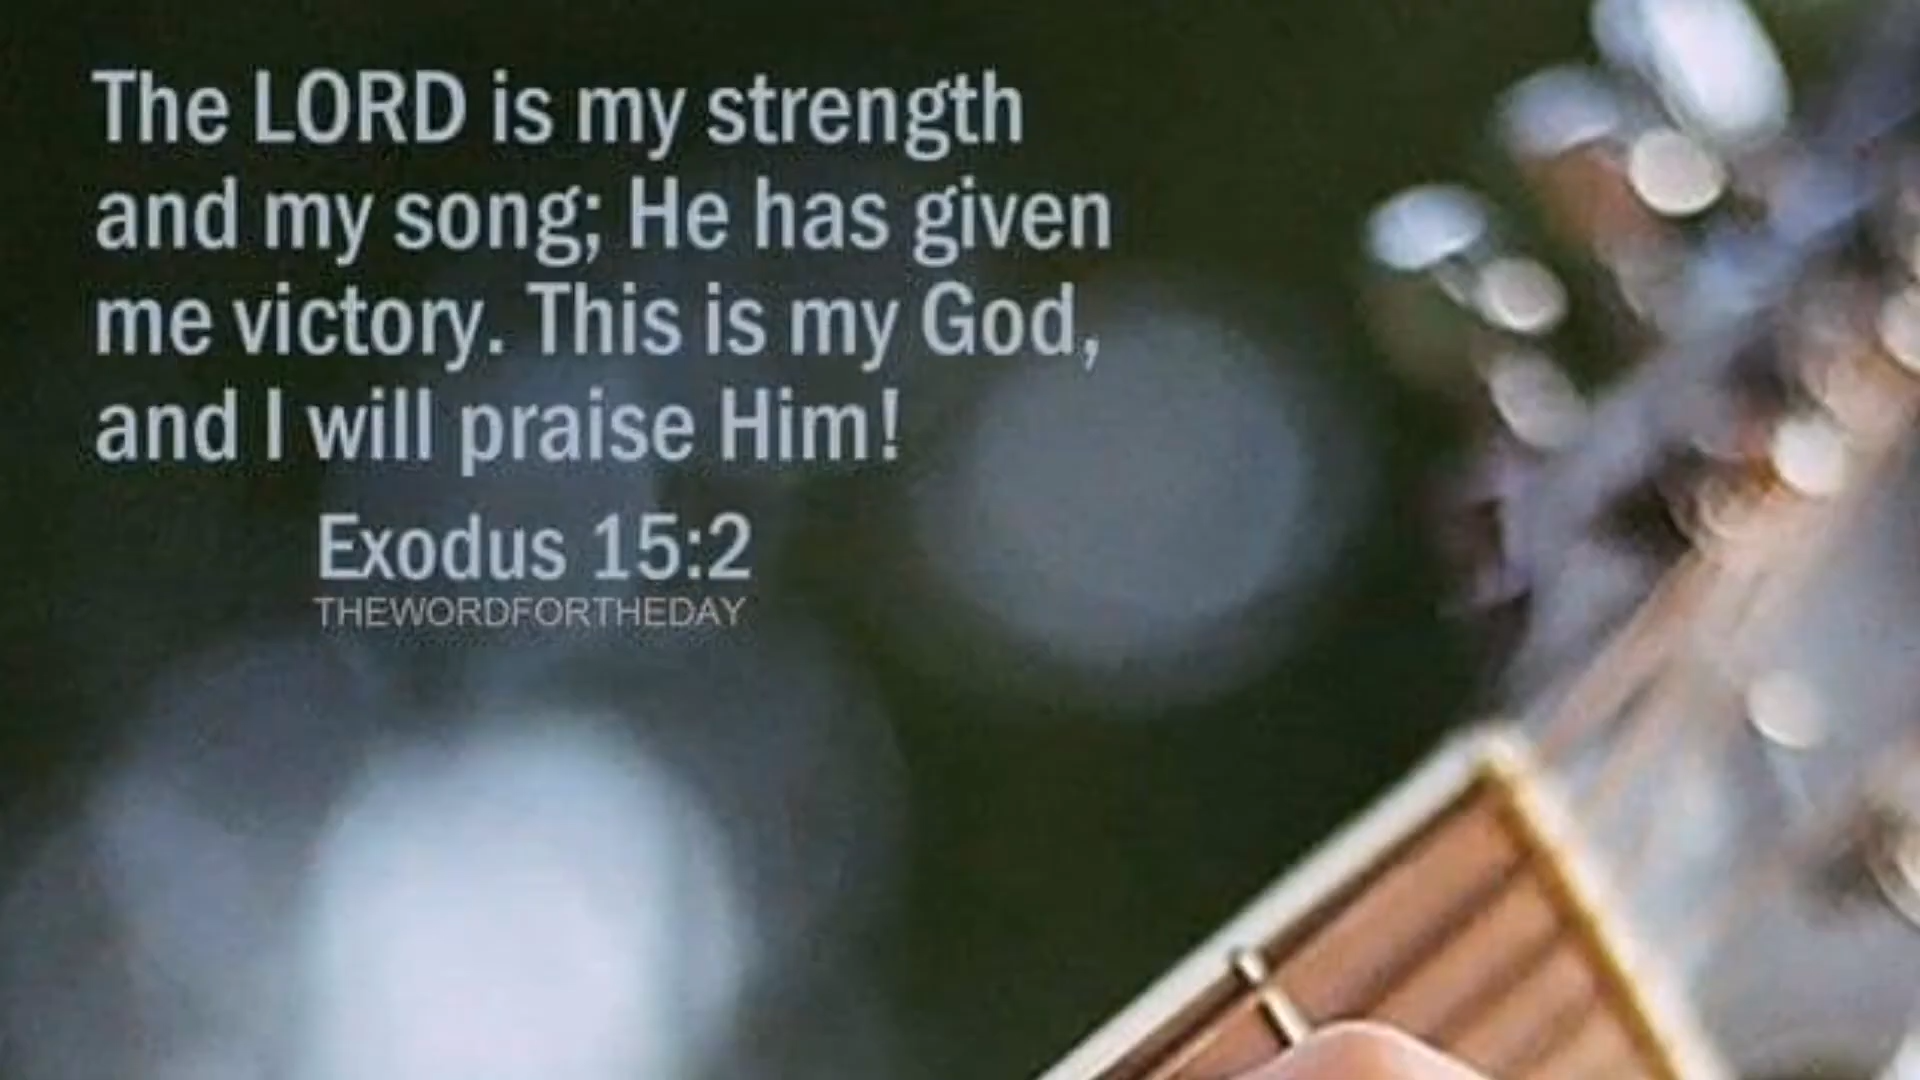 The LORD is my strength
and my song; He has given
me victory. This is my God,
and I will praise Him!
Exodus 15:2
THEWORDFORTHEDAY